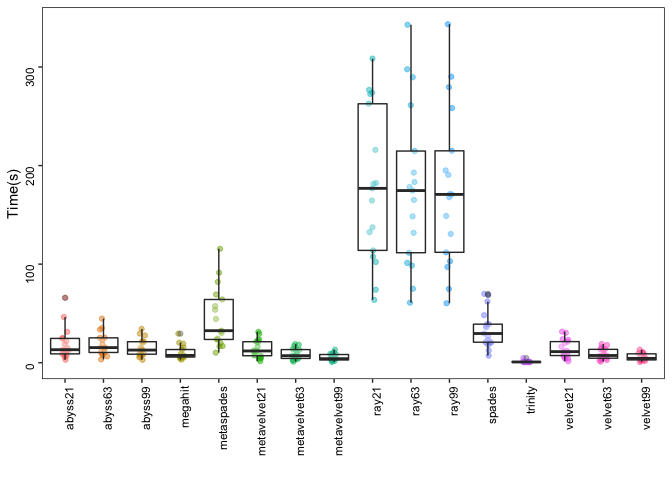 Time(s)
300
200
100
0
abyss21
abyss63
abyss99
megahit
metaspades
metavelvet21
metavelvet63
metavelvet99
ray21
ray63
ray99
spades
trinity
velvet21
velvet63
velvet99